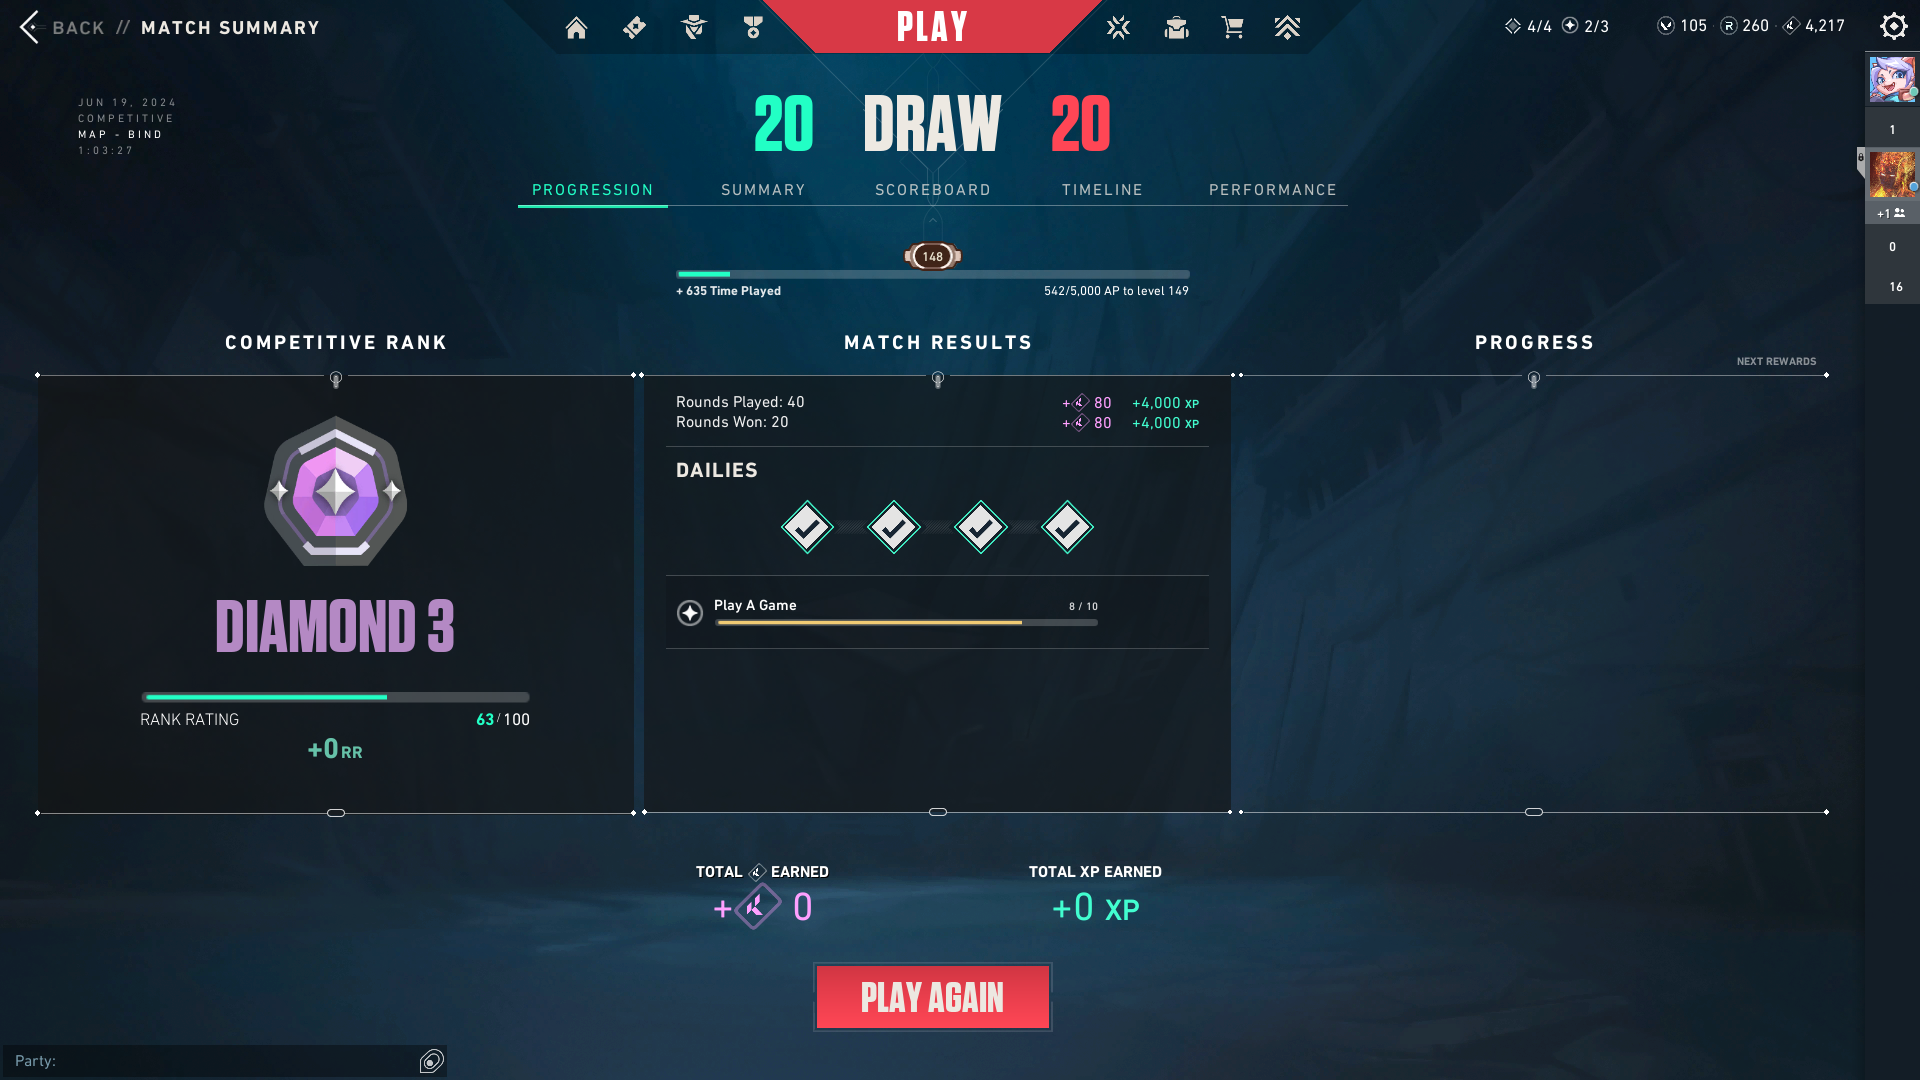 BACK // MATCH SUMMARY
PLAY
4/4 2/3 105 260 4,217
JUN 19, 2024
COMPETITIVE
MAP - BIND
1:03:27
20 DRAW 20
PROGRESSION SUMMARY SCOREBOARD TIMELINE PERFORMANCE
1
+1
0
16
148
+ 635 Time Played 542/5,000 AP to level 149
COMPETITIVE RANK
DIAMOND 3
RANK RATING 63/100
+0 RR
MATCH RESULTS
Rounds Played: 40 + 80 +4,000 XP
Rounds Won: 20 + 80 +4,000 XP
DAILIES
Play A Game 8 / 10
PROGRESS
NEXT REWARDS
TOTAL EARNED
+ 0
TOTAL XP EARNED
+0 XP
PLAY AGAIN
Party: